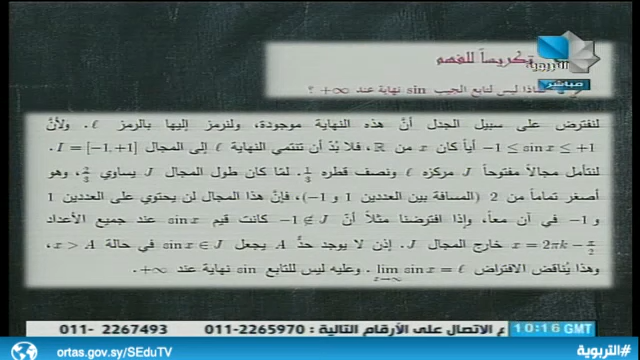 التربوية
مباشر
تكريساً للفهم
لماذا ليس لتابع الجيب sin نهاية عند +∞ ؟
لنفترض على سبيل الجدل أنَّ هذه النهاية موجودة، ولنرمز إليها بالرمز ℓ. ولأنَّ
−1 ≤ sin x ≤ +1 أياً كان x من ℝ، فلا بُدّ أن تنتمي النهاية ℓ إلى المجال I = [−1, +1].
لنتأمل مجالاً مفتوحاً J مركزه ℓ ونصف قطره 1/3. لمّا كان طول المجال J يساوي 2/3، وهو
أصغر تماماً من 2 (المسافة بين العددين 1 و −1)، فإنَّ هذا المجال لن يحتوي على العددين 1
و −1 في آن معاً، وإذا افترضنا مثلاً أنَّ −1 ∉ J كانت قيم sin x عند جميع الأعداد
x = 2πk − π/2 خارج المجال J. إذن لا يوجد حدٌّ A يجعل sin x ∈ J في حالة x > A،
وهذا يُناقض الافتراض lim sin x = ℓ x→∞. وعليه ليس للتابع sin نهاية عند +∞.
ع الاتصال على الأرقام التالية : 2265970 -011 2267493 -011
10:16 GMT
ortas.gov.sy/SEduTV
#التربوية